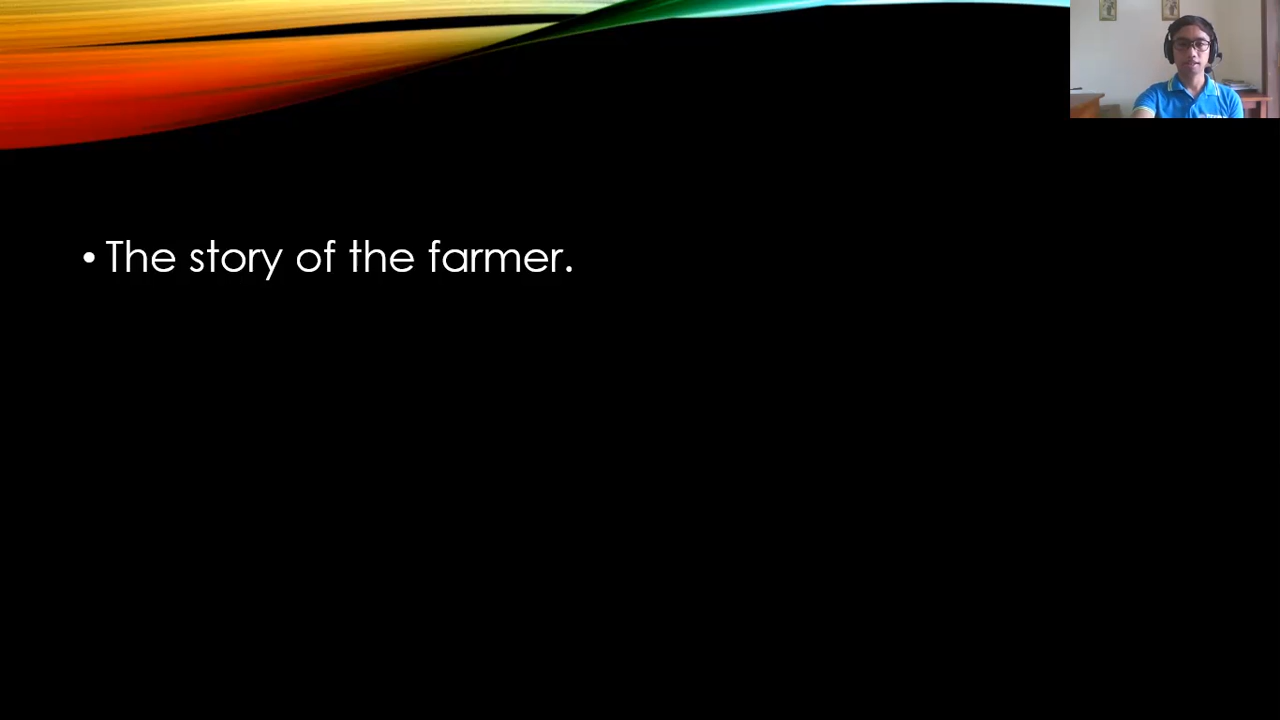 • The story of the farmer.